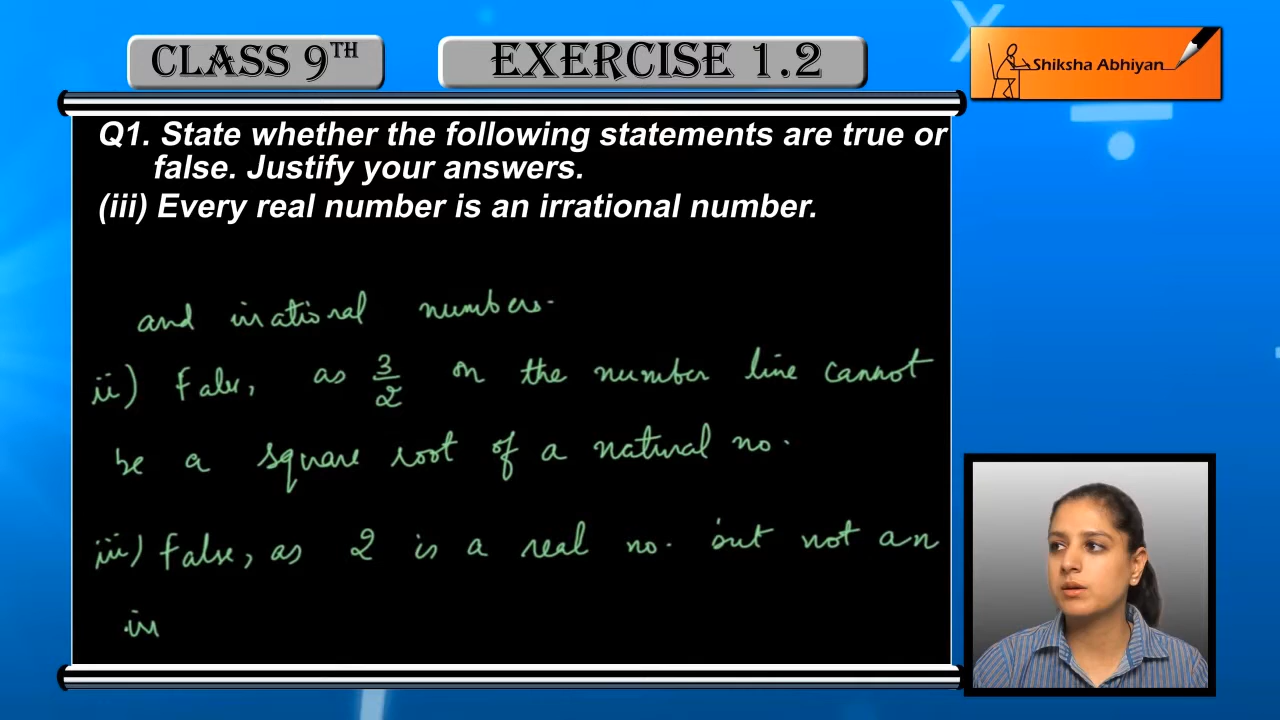 CLASS 9TH
EXERCISE 1.2
Shiksha Abhiyan
Q1. State whether the following statements are true or
false. Justify your answers.
(iii) Every real number is an irrational number.
and irrational numbers.
ii) False, as 3/2 on the number line cannot
be a square root of a natural no.
iii) False, as 2 is a real no. but not an
irr